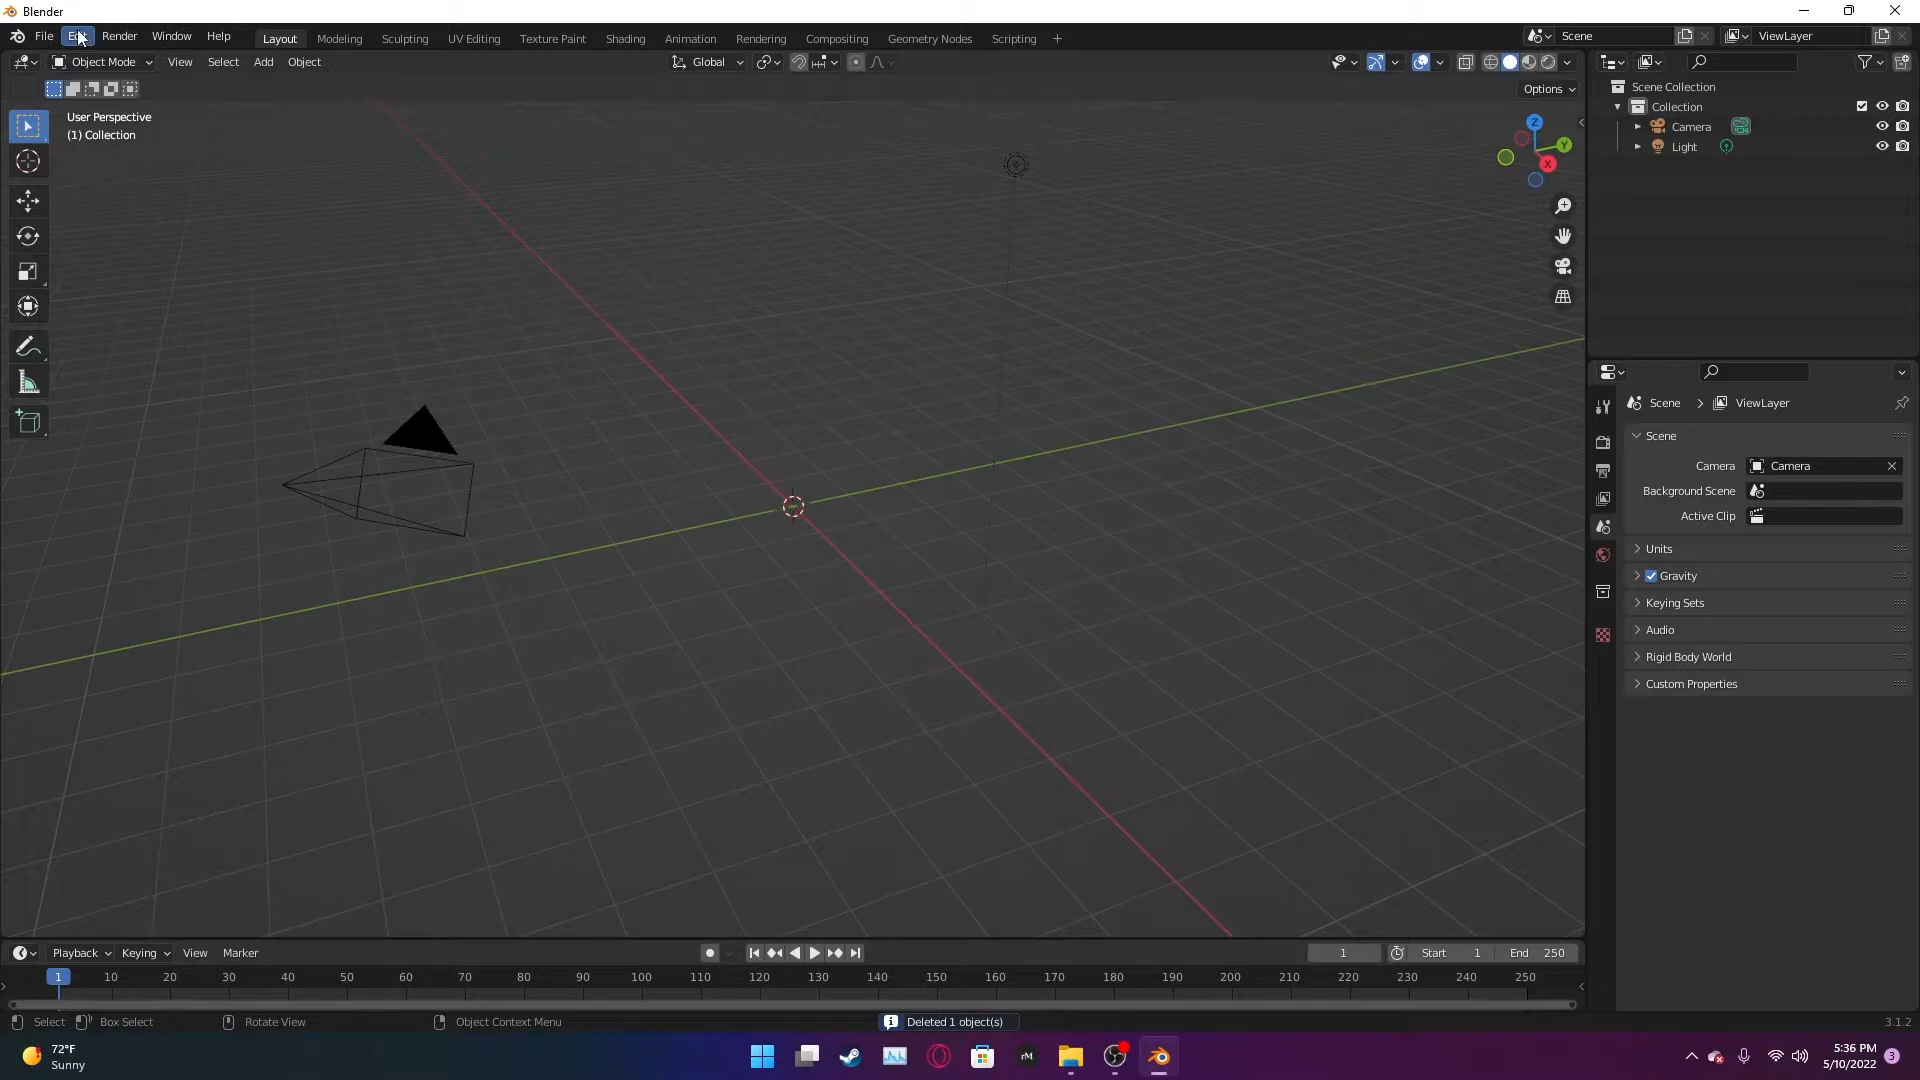 Blender
File Edit Render Window Help Layout Modeling Sculpting UV Editing Texture Paint Shading Animation Rendering Compositing Geometry Nodes Scripting + Scene ViewLayer
Object Mode View Select Add Object Global
Options
User Perspective
(1) Collection
Z
Y
X
Scene Collection
Collection
Camera
Light
Scene > ViewLayer
Scene
Camera Camera
Background Scene
Active Clip
Units
Gravity
Keying Sets
Audio
Rigid Body World
Custom Properties
Playback Keying View Marker 1 Start 1 End 250
1 10 20 30 40 50 60 70 80 90 100 110 120 130 140 150 160 170 180 190 200 210 220 230 240 250
Select Box Select Rotate View Object Context Menu Deleted 1 object(s) 3.1.2
72°F
Sunny
rM
5:36 PM
5/10/2022
3